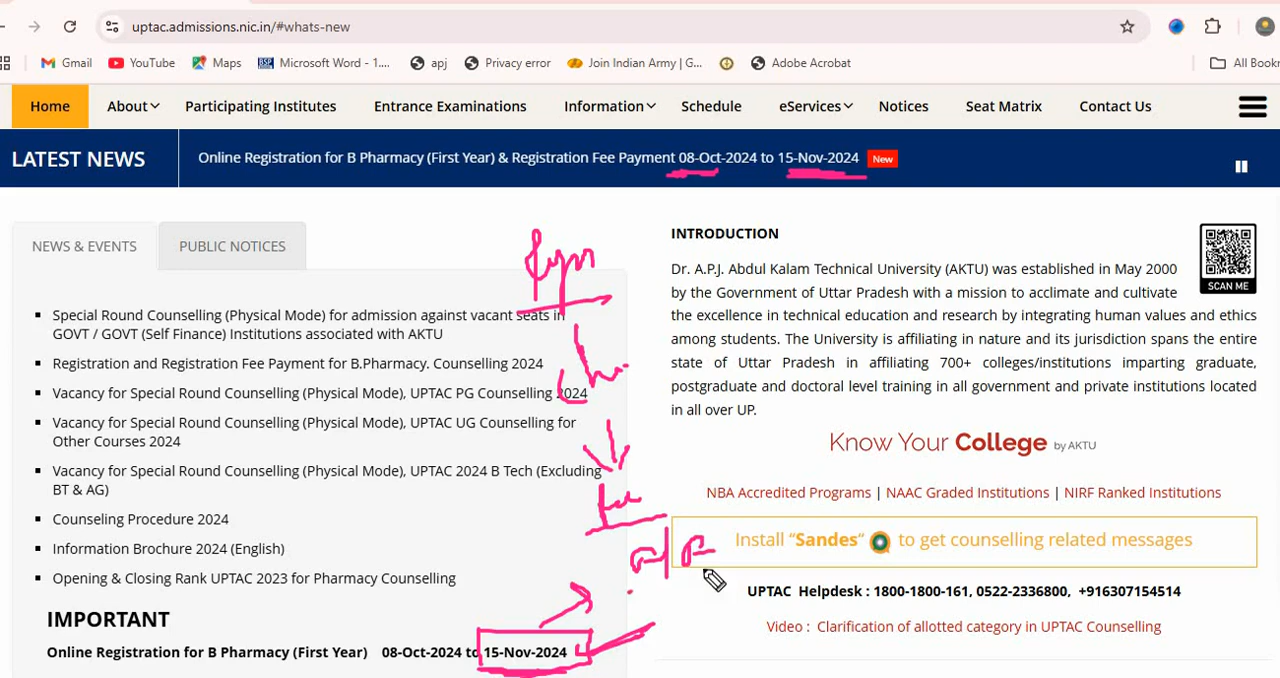 uptac.admissions.nic.in/#whats-new
Gmail YouTube Maps Microsoft Word - 1.... apj Privacy error Join Indian Army | G... Adobe Acrobat All Bookr
Home About Participating Institutes Entrance Examinations Information Schedule eServices Notices Seat Matrix Contact Us
LATEST NEWS Online Registration for B Pharmacy (First Year) & Registration Fee Payment 08-Oct-2024 to 15-Nov-2024 New
NEWS & EVENTS PUBLIC NOTICES
Special Round Counselling (Physical Mode) for admission against vacant seats in
GOVT / GOVT (Self Finance) Institutions associated with AKTU
Registration and Registration Fee Payment for B.Pharmacy. Counselling 2024
Vacancy for Special Round Counselling (Physical Mode), UPTAC PG Counselling 2024
Vacancy for Special Round Counselling (Physical Mode), UPTAC UG Counselling for
Other Courses 2024
Vacancy for Special Round Counselling (Physical Mode), UPTAC 2024 B Tech (Excluding
BT & AG)
Counseling Procedure 2024
Information Brochure 2024 (English)
Opening & Closing Rank UPTAC 2023 for Pharmacy Counselling
IMPORTANT
Online Registration for B Pharmacy (First Year) 08-Oct-2024 to 15-Nov-2024
INTRODUCTION
SCAN ME
Dr. A.P.J. Abdul Kalam Technical University (AKTU) was established in May 2000
by the Government of Uttar Pradesh with a mission to acclimate and cultivate
the excellence in technical education and research by integrating human values and ethics
among students. The University is affiliating in nature and its jurisdiction spans the entire
state of Uttar Pradesh in affiliating 700+ colleges/institutions imparting graduate,
postgraduate and doctoral level training in all government and private institutions located
in all over UP.
Know Your College by AKTU
NBA Accredited Programs | NAAC Graded Institutions | NIRF Ranked Institutions
Install "Sandes" to get counselling related messages
UPTAC Helpdesk : 1800-1800-161, 0522-2336800, +916307154514
Video : Clarification of allotted category in UPTAC Counselling